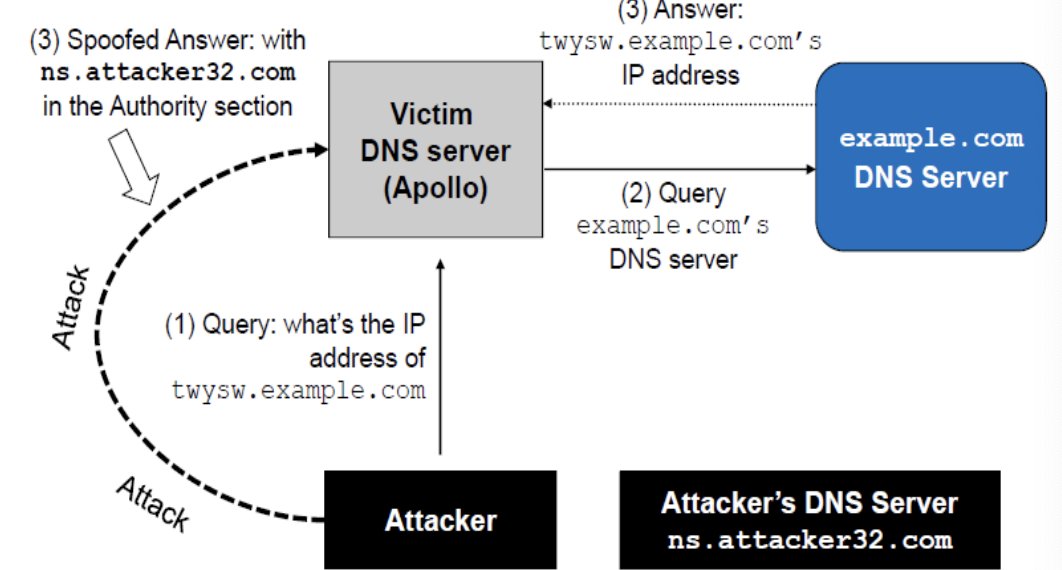 (3) Answer:
twysw.example.com's
IP address
(3) Spoofed Answer: with
ns.attacker32.com
in the Authority section
Victim
DNS server
(Apollo)
example.com
DNS Server
(2) Query
example.com's
DNS server
Attack
(1) Query: what's the IP
address of
twysw.example.com
Attack
Attacker
Attacker's DNS Server
ns.attacker32.com